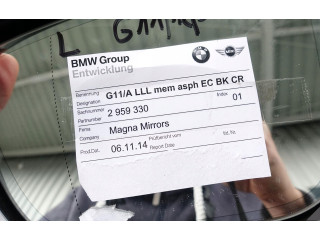 L G11
BMW Group
Entwicklung
Benennung
Designation G11/A LLL mem asph EC BK CR
Sachnummer
Partnumber 2 959 330 Index 01
Firma
Company Magna Mirrors
Prod.Dat. 06.11.14 Prüfbericht vom
Report Date